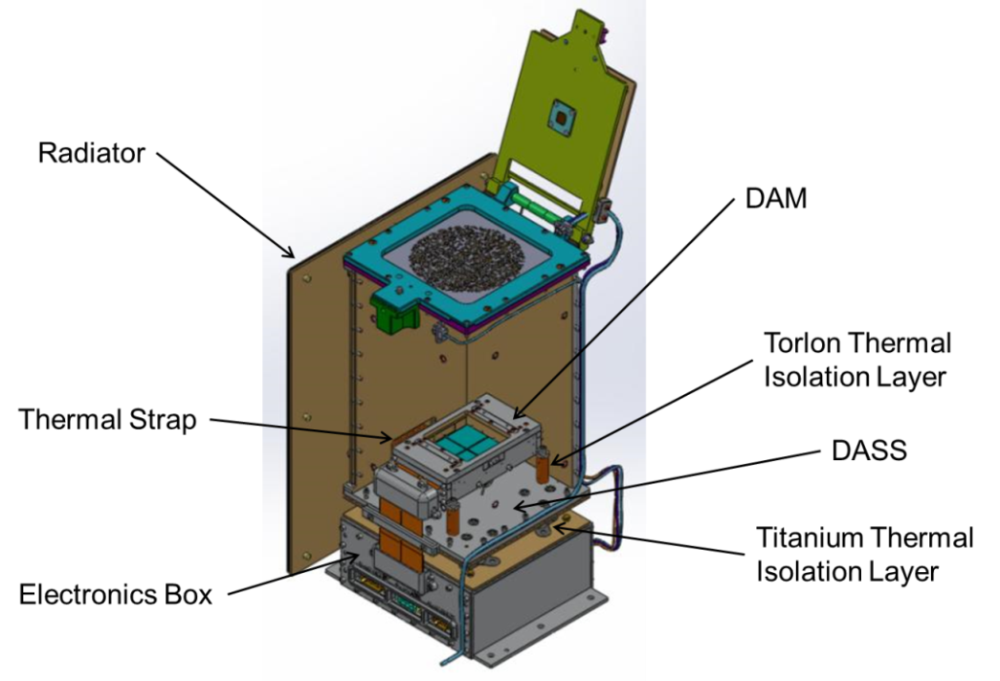 Radiator
DAM
Torlon Thermal
Isolation Layer
Thermal Strap
DASS
Titanium Thermal
Isolation Layer
Electronics Box